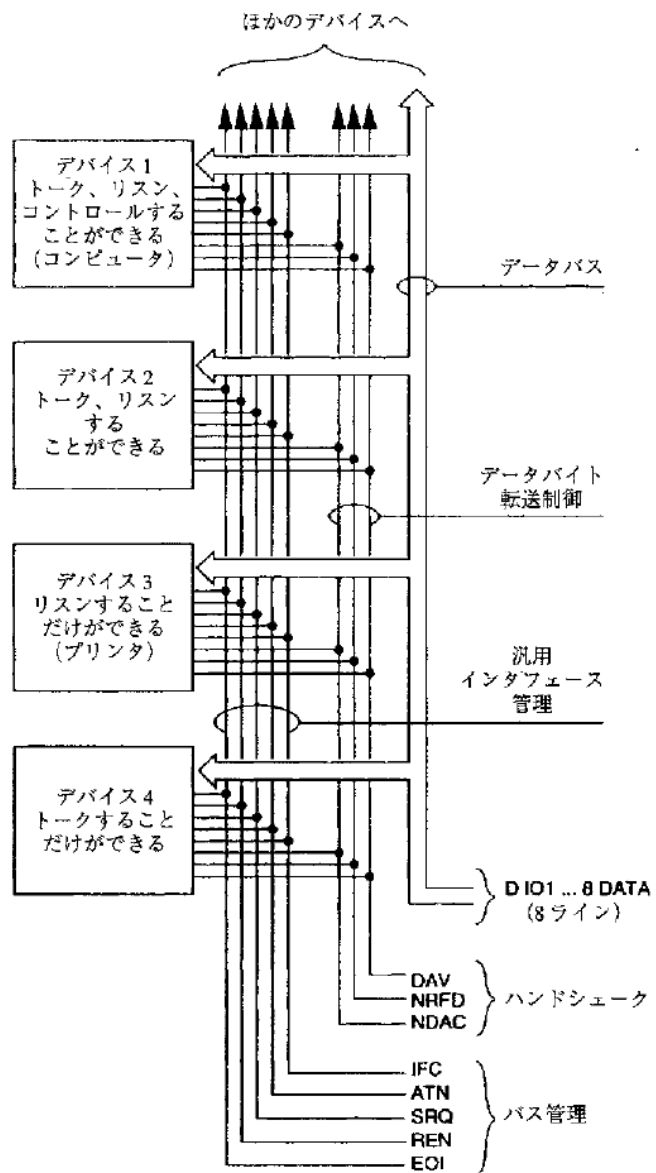 ほかのデバイスへ
デバイス1
トーク、リスン、
コントロールする
ことができる
(コンピュータ)
データバス
デバイス2
トーク、リスン
する
ことができる
データバイト
転送制御
デバイス3
リスンすること
だけができる
(プリンタ)
汎用
インタフェース
管理
デバイス4
トークすること
だけができる
DIO1 ... 8 DATA
(8ライン)
DAV
NRFD
NDAC
ハンドシェーク
IFC
ATN
SRQ
REN
EOI
バス管理